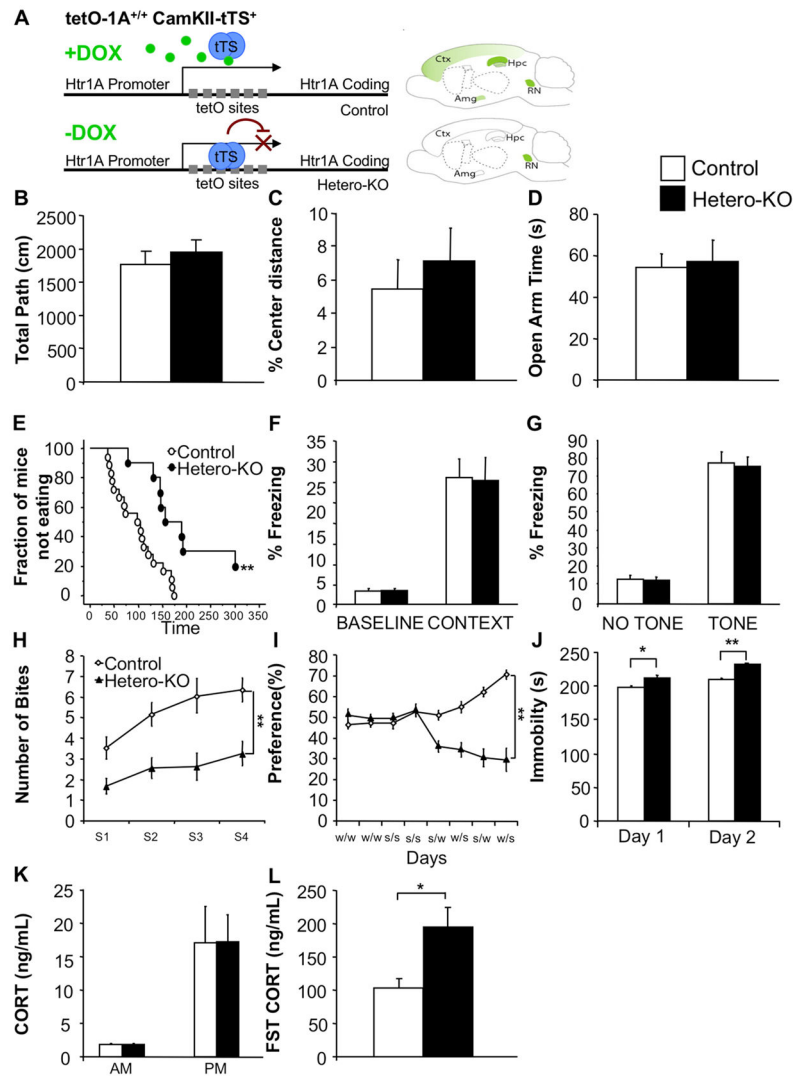 A tetO-1A+/+ CamKII-tTS+
+DOX
tTS
Htr1A Promoter Htr1A Coding
tetO sites
Control
Ctx
Hpc
Amg
RN
-DOX
tTS
Htr1A Promoter Htr1A Coding
tetO sites
Hetero-KO
Ctx
Hpc
Amg
RN
Control
Hetero-KO
B
Total Path (cm)
2500
2000
1500
1000
500
0
C
% Center distance
10
8
6
4
2
0
D
Open Arm Time (s)
80
60
40
20
0
E
Fraction of mice
not eating
100
80
60
40
20
0
Control
Hetero-KO
**
0 50 100 150 200 250 300 350
Time
F
% Freezing
35
30
25
20
15
10
5
0
BASELINE CONTEXT
G
% Freezing
90
80
70
60
50
40
30
20
10
0
NO TONE TONE
H
Number of Bites
8
7
6
5
4
3
2
1
0
Control
Hetero-KO
**
S1 S2 S3 S4
I
Preference(%)
80
70
60
50
40
30
20
10
0
**
w/w w/w s/s s/s s/w w/s s/w w/s
Days
J
Immobilty (s)
250
200
150
100
50
0
*
**
Day 1 Day 2
K
CORT (ng/mL)
25
20
15
10
5
0
AM PM
L
FST CORT (ng/mL)
250
200
150
100
50
0
*